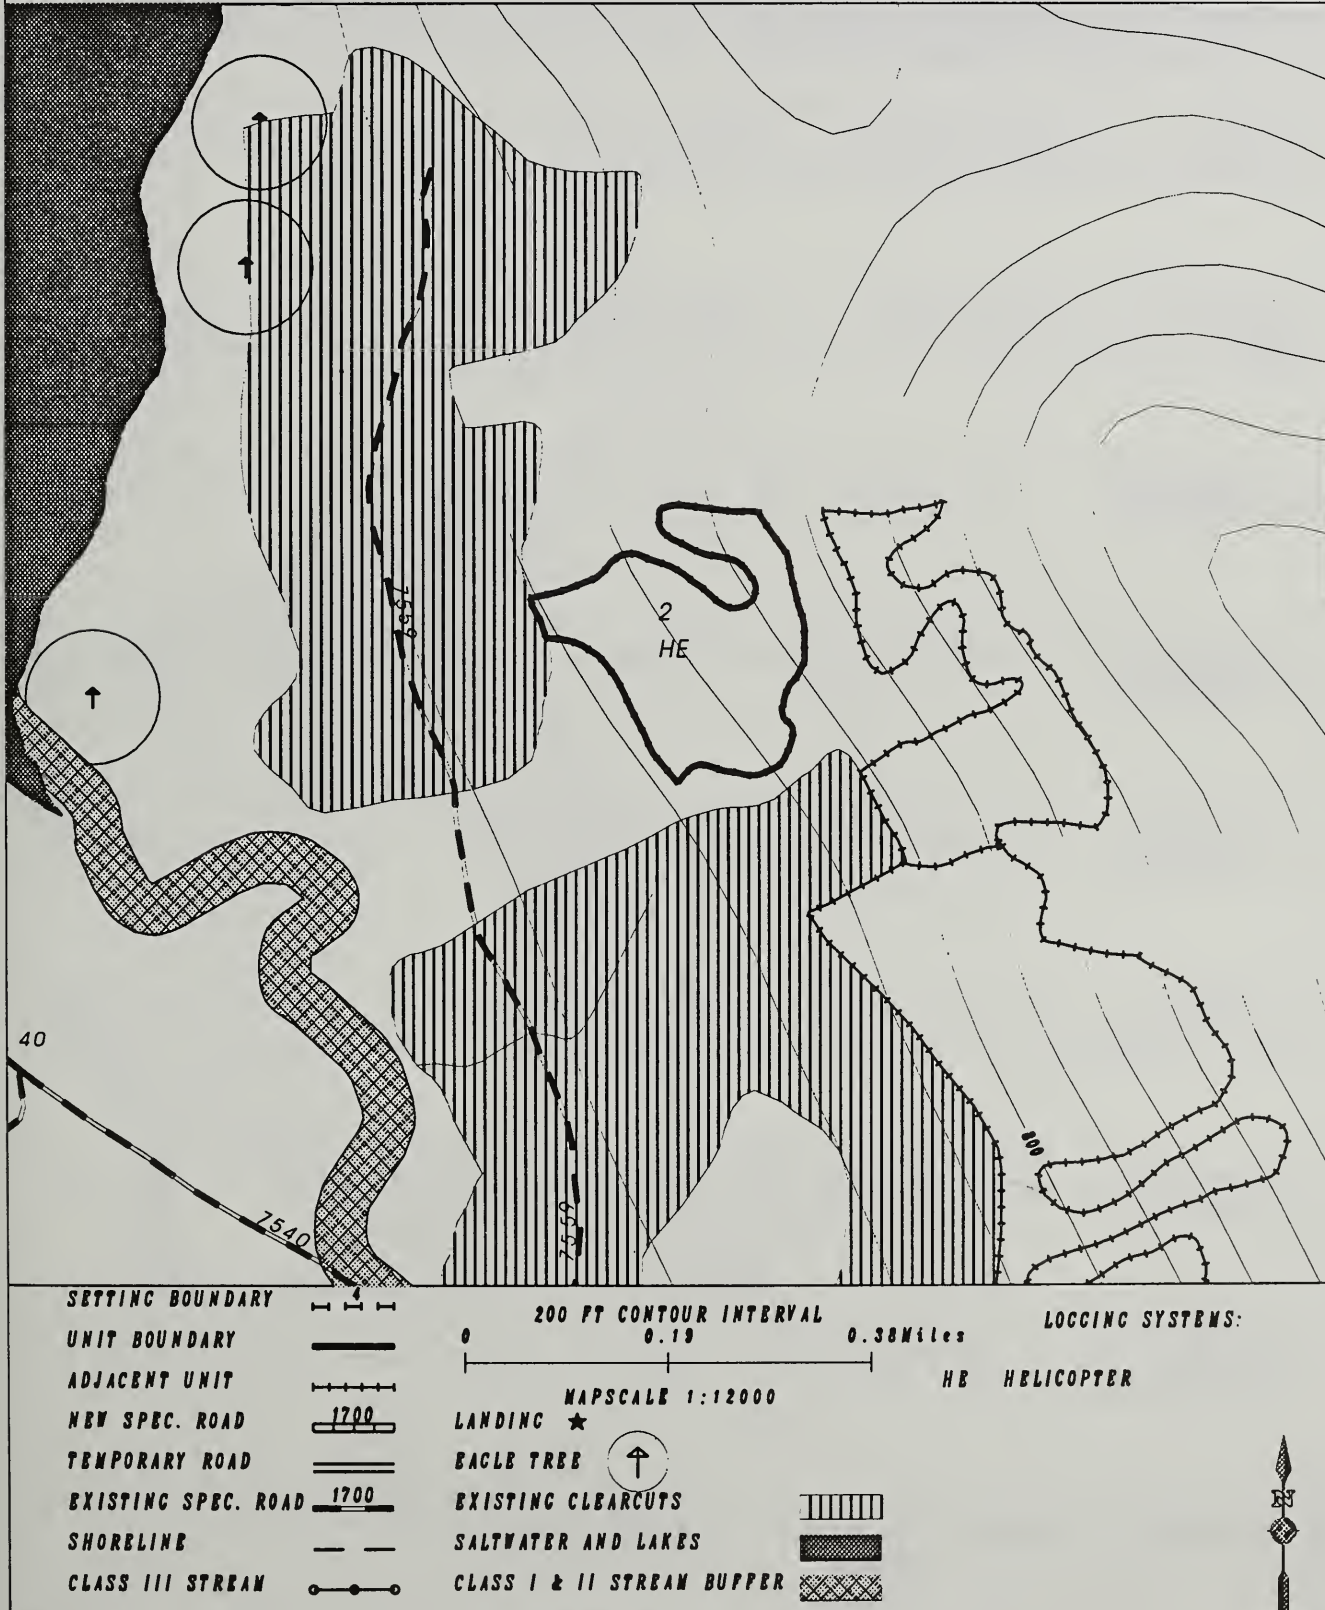 1559
2
HE
40
7540
7559
800
SETTING BOUNDARY 4
UNIT BOUNDARY
ADJACENT UNIT
NEW SPEC. ROAD 1700
TEMPORARY ROAD
EXISTING SPEC. ROAD 1700
SHORELINE
CLASS III STREAM
200 FT CONTOUR INTERVAL
0 0.19 0.38Miles
MAPSCALE 1:12000
LANDING
EAGLE TREE
EXISTING CLEARCUTS
SALTWATER AND LAKES
CLASS I & II STREAM BUFFER
LOGGING SYSTEMS:
HE HELICOPTER
N